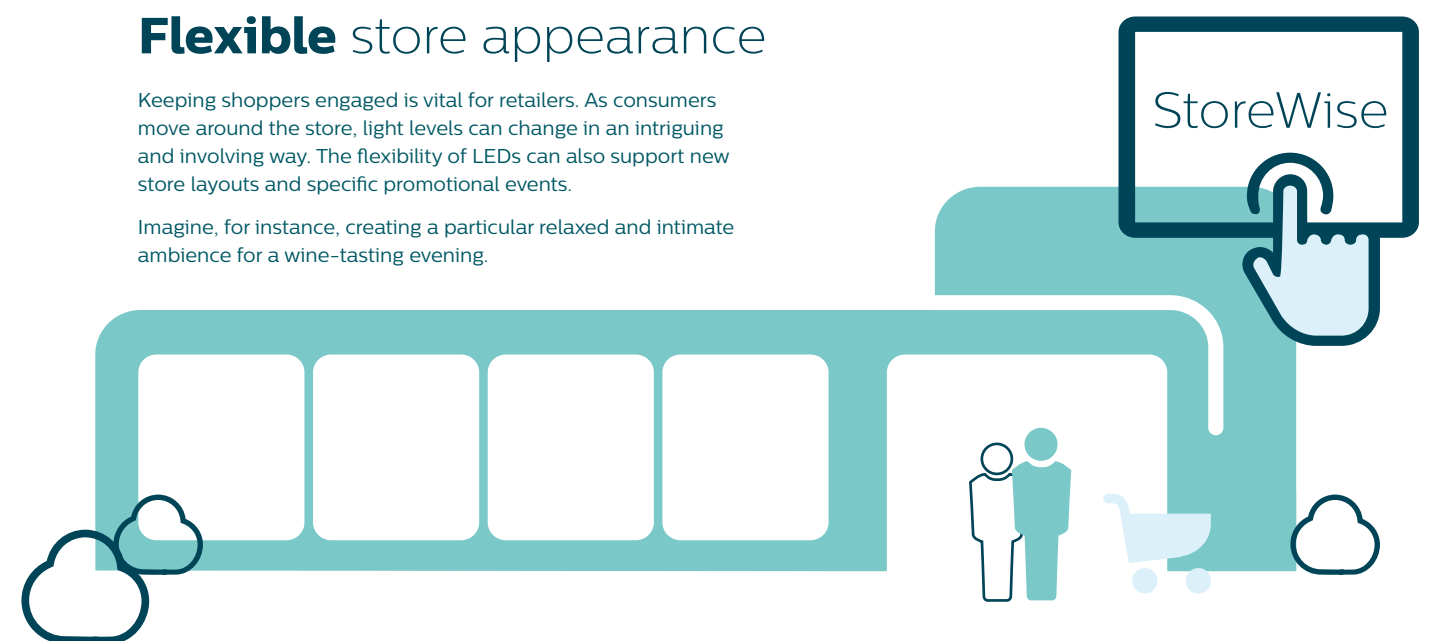 Flexible store appearance
Keeping shoppers engaged is vital for retailers. As consumers
move around the store, light levels can change in an intriguing
and involving way. The flexibility of LEDs can also support new
store layouts and specific promotional events.
Imagine, for instance, creating a particular relaxed and intimate
ambience for a wine-tasting evening.
StoreWise